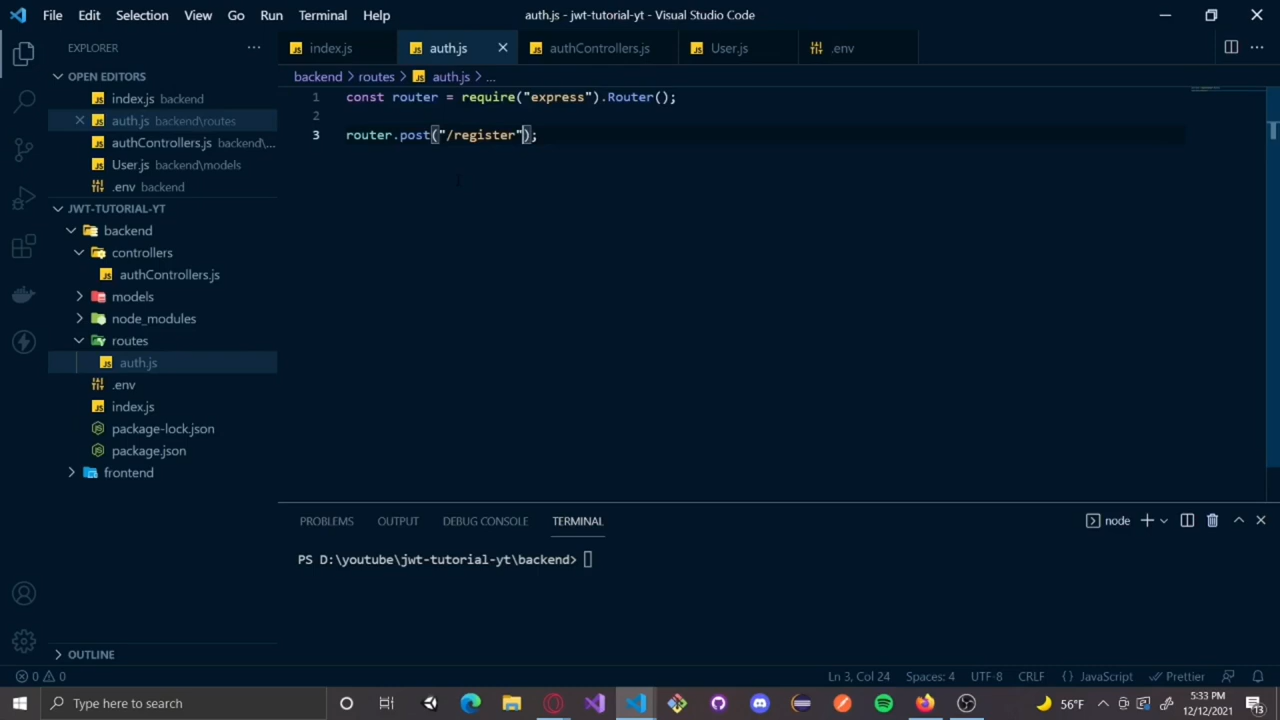 File Edit Selection View Go Run Terminal Help
auth.js - jwt-tutorial-yt - Visual Studio Code
EXPLORER
OPEN EDITORS
index.js backend
auth.js backend\routes
authControllers.js backend\...
User.js backend\models
.env backend
JWT-TUTORIAL-YT
backend
controllers
authControllers.js
models
node_modules
routes
auth.js
.env
index.js
package-lock.json
package.json
frontend
OUTLINE
index.js
auth.js
authControllers.js
User.js
.env
backend > routes > auth.js > ...
1 const router = require("express").Router();
2
3 router.post("/register");
PROBLEMS OUTPUT DEBUG CONSOLE TERMINAL
node
PS D:\youtube\jwt-tutorial-yt\backend>
0 0
Ln 3, Col 24 Spaces: 4 UTF-8 CRLF {} JavaScript Prettier
Type here to search
56°F
5:33 PM
12/12/2021
13